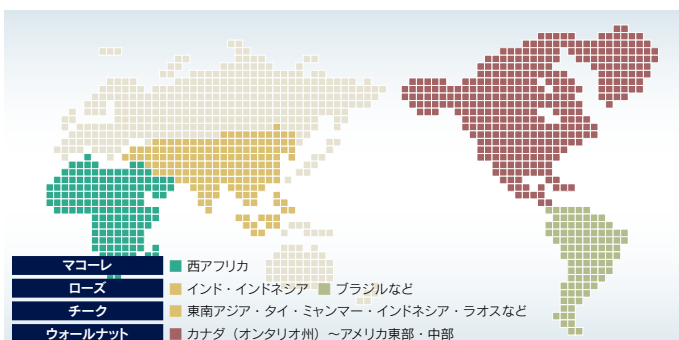 マコーレ 西アフリカ
ローズ インド・インドネシア ブラジルなど
チーク 東南アジア・タイ・ミャンマー・インドネシア・ラオスなど
ウォールナット カナダ（オンタリオ州）～アメリカ東部・中部